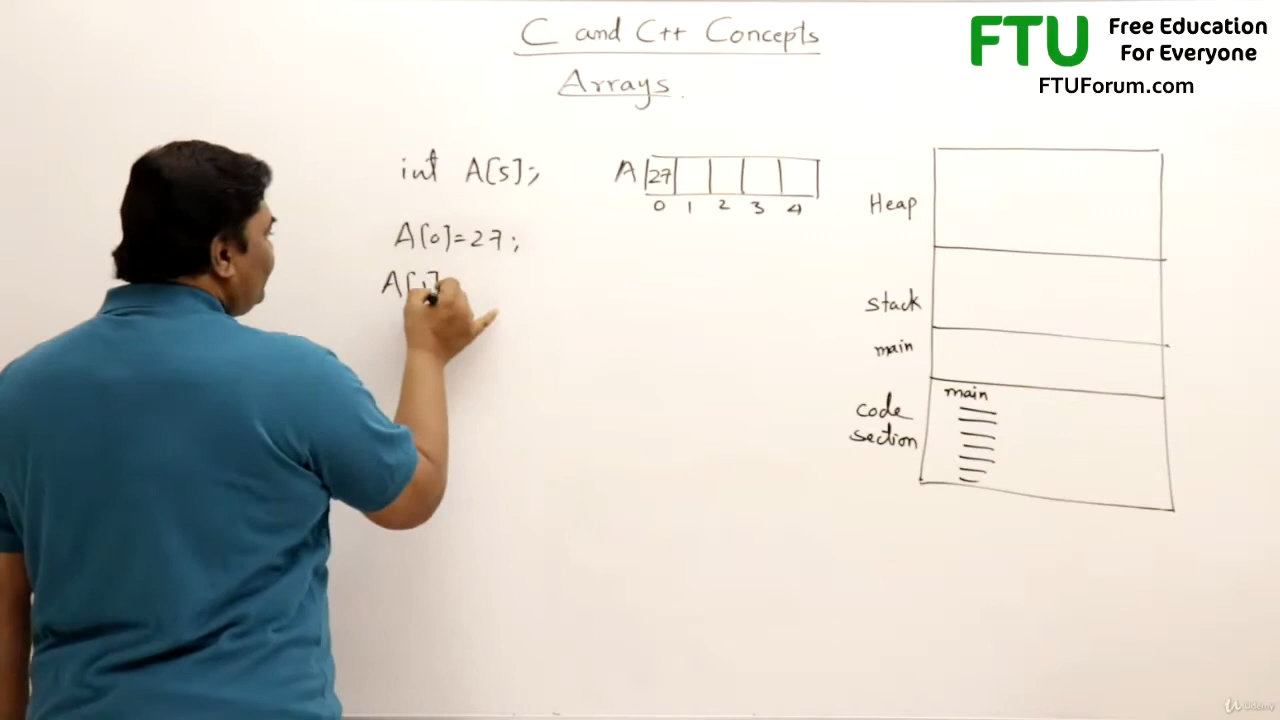 C and C++ Concepts
Arrays.
FTU Free Education
For Everyone
FTUForum.com
int A[5];
A[0]=27;
A[1]
A 27
0 1 2 3 4
Heap
stack
main
code
section
main
Udemy